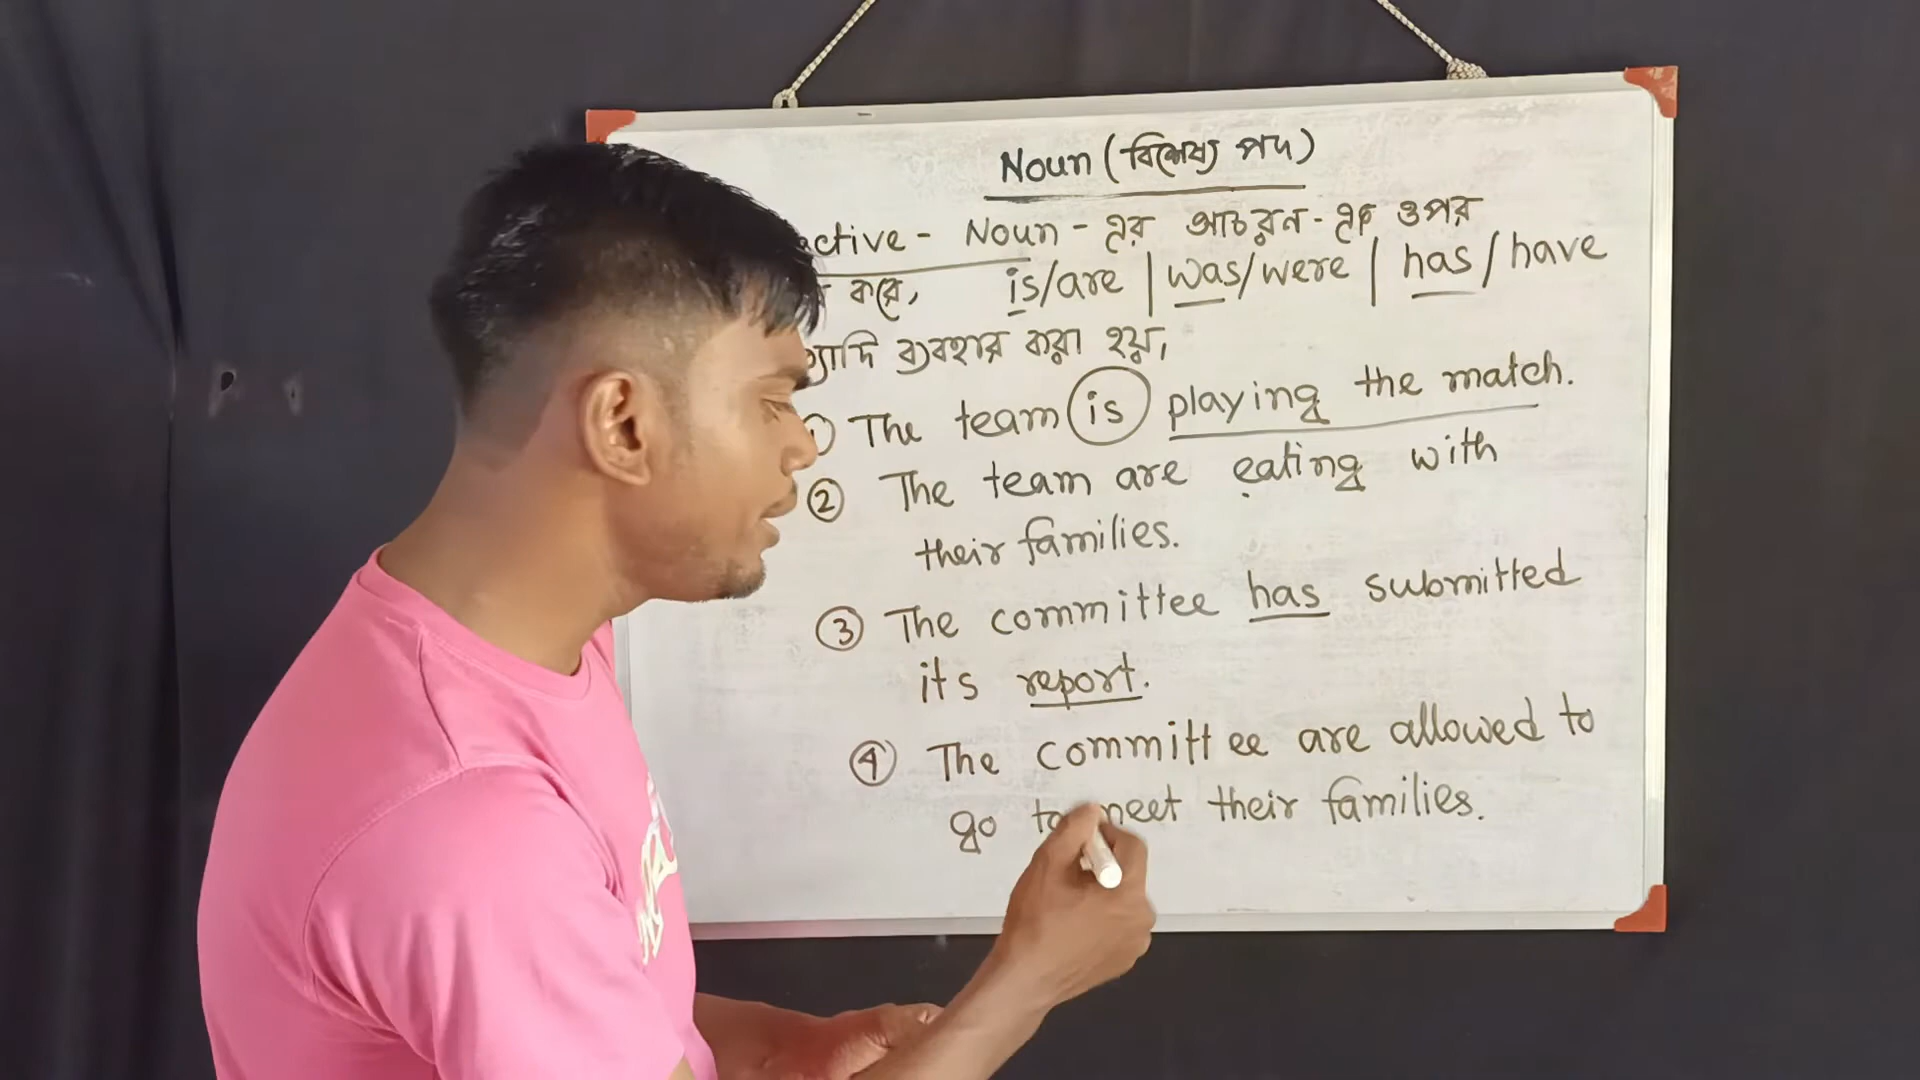 Noun (বিশেষ্য পদ)
ective - Noun - এর আচরন - এর ওপর
করে, is/are | was/were | has/have
্যাদি ব্যবহার করা হয়,
① The team is playing the match.
② The team are eating with
their families.
③ The committee has submitted
its report.
④ The committee are allowed to
go to meet their families.